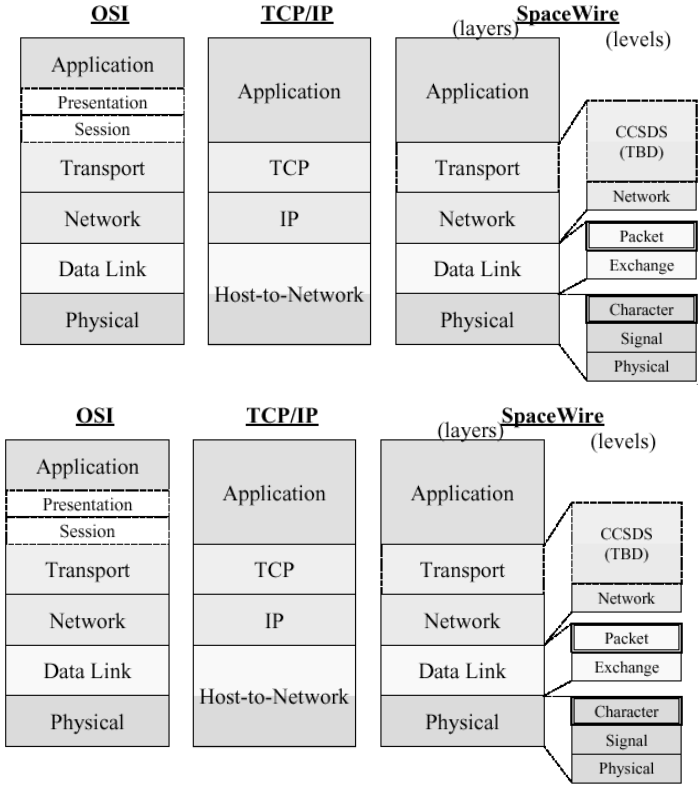 OSI
TCP/IP
SpaceWire
(layers)
(levels)
Application
Presentation
Session
Transport
Network
Data Link
Physical
Application
TCP
IP
Host-to-Network
Application
Transport
Network
Data Link
Physical
CCSDS
(TBD)
Network
Packet
Exchange
Character
Signal
Physical
OSI
TCP/IP
SpaceWire
(layers)
(levels)
Application
Presentation
Session
Transport
Network
Data Link
Physical
Application
TCP
IP
Host-to-Network
Application
Transport
Network
Data Link
Physical
CCSDS
(TBD)
Network
Packet
Exchange
Character
Signal
Physical